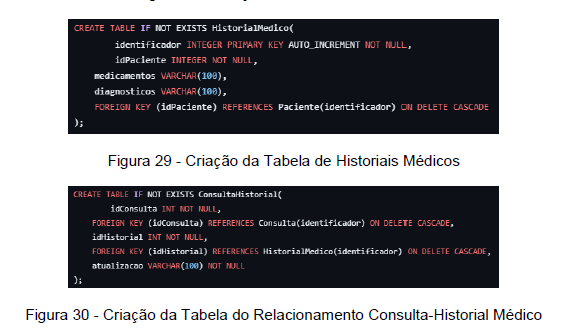 CREATE TABLE IF NOT EXISTS HistorialMedico(
identificador INTEGER PRIMARY KEY AUTO_INCREMENT NOT NULL,
idPaciente INTEGER NOT NULL,
medicamentos VARCHAR(100),
diagnosticos VARCHAR(100),
FOREIGN KEY (idPaciente) REFERENCES Paciente(identificador) ON DELETE CASCADE
);
Figura 29 - Criação da Tabela de Historiais Médicos
CREATE TABLE IF NOT EXISTS ConsultaHistorial(
idConsulta INT NOT NULL,
FOREIGN KEY (idConsulta) REFERENCES Consulta(identificador) ON DELETE CASCADE,
idHistorial INT NOT NULL,
FOREIGN KEY (idHistorial) REFERENCES HistorialMedico(identificador) ON DELETE CASCADE,
atualizacao VARCHAR(100) NOT NULL
);
Figura 30 - Criação da Tabela do Relacionamento Consulta-Historial Médico